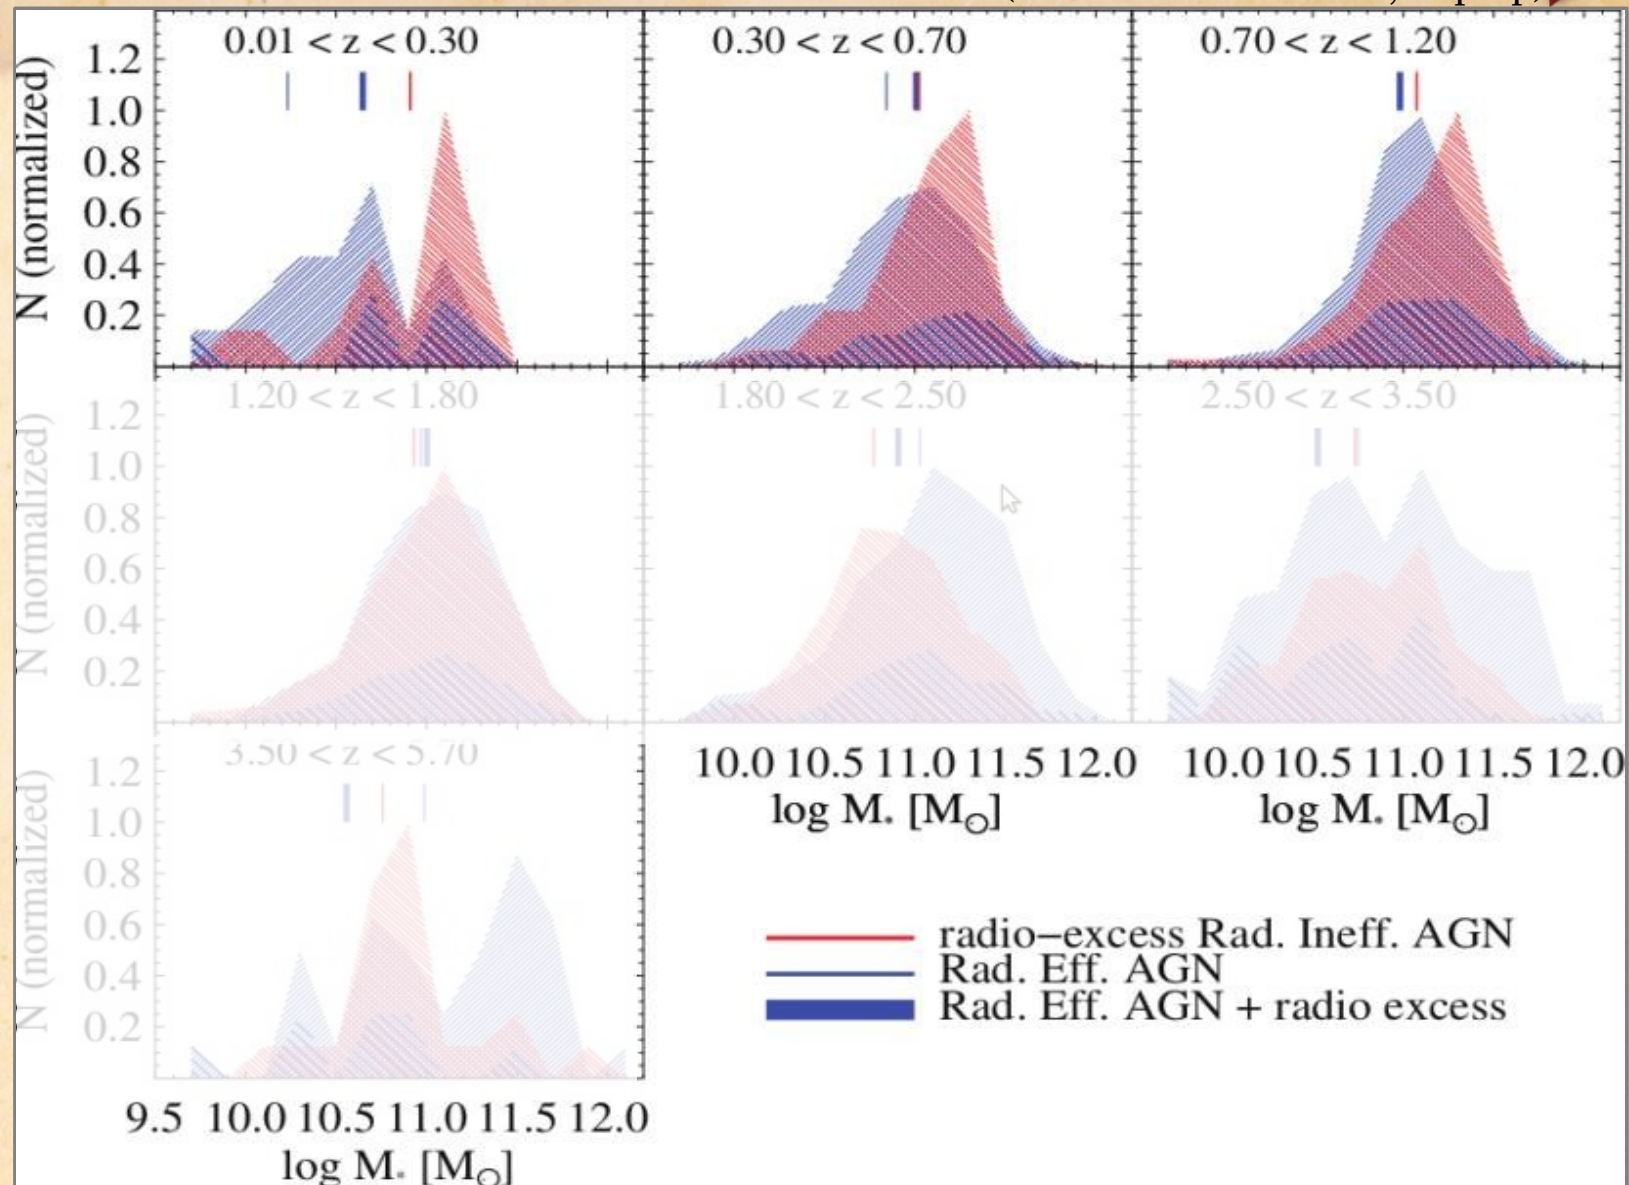 0.01 < z < 0.30
0.30 < z < 0.70
0.70 < z < 1.20
N (normalized)
1.2
1.0
0.8
0.6
0.4
0.2
1.20 < z < 1.80
1.80 < z < 2.50
2.50 < z < 3.50
N (normalized)
1.2
1.0
0.8
0.6
0.4
0.2
3.50 < z < 5.70
N (normalized)
1.2
1.0
0.8
0.6
0.4
0.2
10.0 10.5 11.0 11.5 12.0
log M* [M⊙]
10.0 10.5 11.0 11.5 12.0
log M* [M⊙]
radio–excess Rad. Ineff. AGN
Rad. Eff. AGN
Rad. Eff. AGN + radio excess
9.5 10.0 10.5 11.0 11.5 12.0
log M* [M⊙]